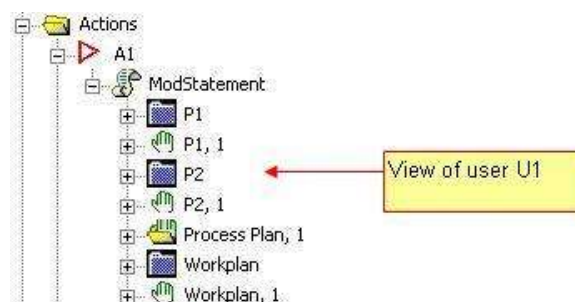 Actions
A1
ModStatement
P1
P1, 1
P2
View of user U1
P2, 1
Process Plan, 1
Workplan
Workplan, 1